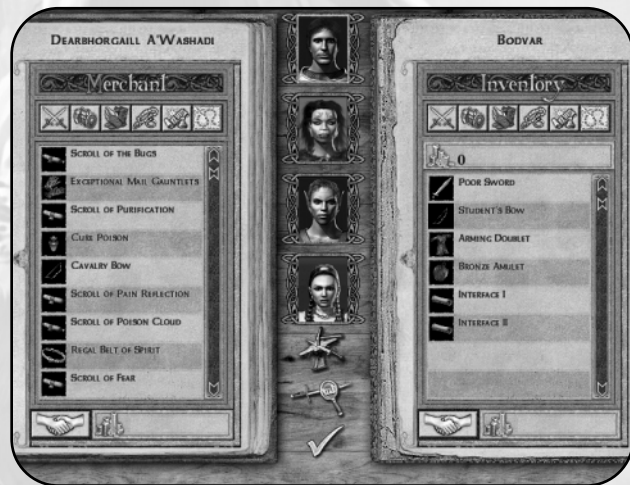 Dearbhorgaill A'Washadi
Merchant
Scroll of the Bugs
Exceptional Mail Gauntlets
Scroll of Purification
Cure Poison
Cavalry Bow
Scroll of Pain Reflection
Scroll of Poison Cloud
Regal Belt of Spirit
Scroll of Fear
Bodvar
Inventory
0
Poor Sword
Student's Bow
Arming Doublet
Bronze Amulet
Interface I
Interface II